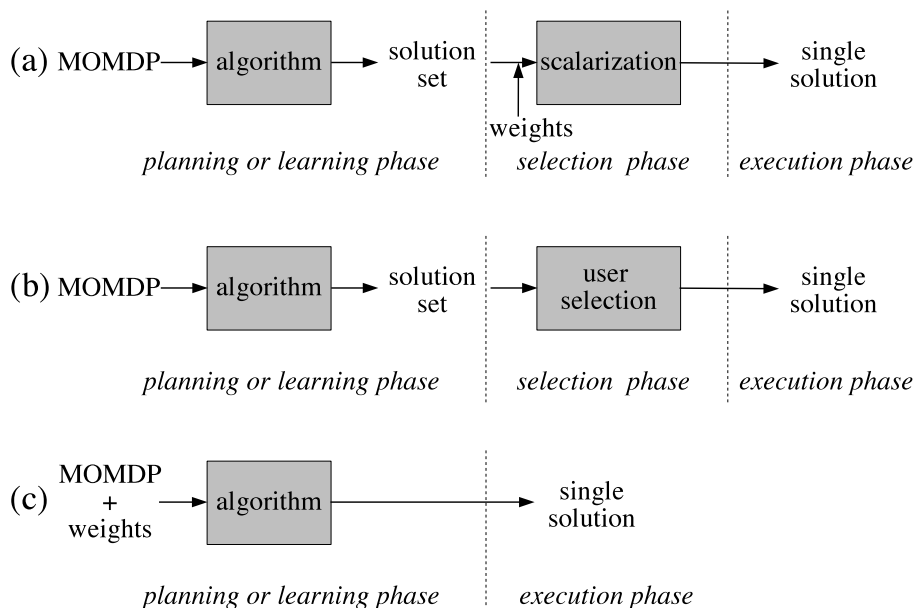 (a) MOMDP algorithm solution set weights scalarization single solution
planning or learning phase selection phase execution phase
(b) MOMDP algorithm solution set user selection single solution
planning or learning phase selection phase execution phase
(c) MOMDP + weights algorithm single solution
planning or learning phase execution phase